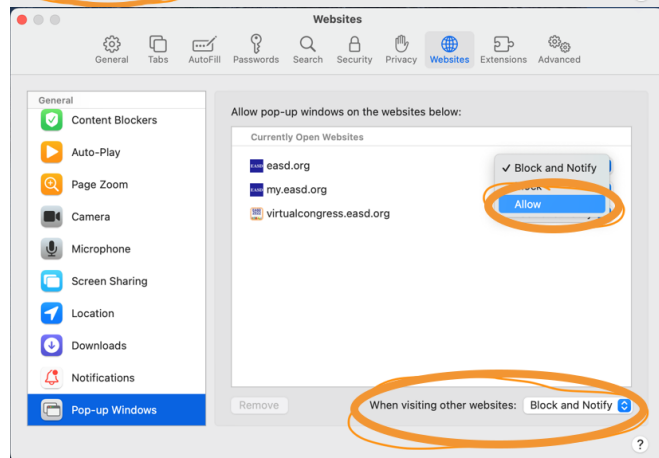 Websites
General Tabs AutoFill Passwords Search Security Privacy Websites Extensions Advanced
General
Content Blockers
Auto-Play
Page Zoom
Camera
Microphone
Screen Sharing
Location
Downloads
Notifications
Pop-up Windows
Allow pop-up windows on the websites below:
Currently Open Websites
easd.org
my.easd.org
virtualcongress.easd.org
✓ Block and Notify
Allow
Remove
When visiting other websites: Block and Notify
?